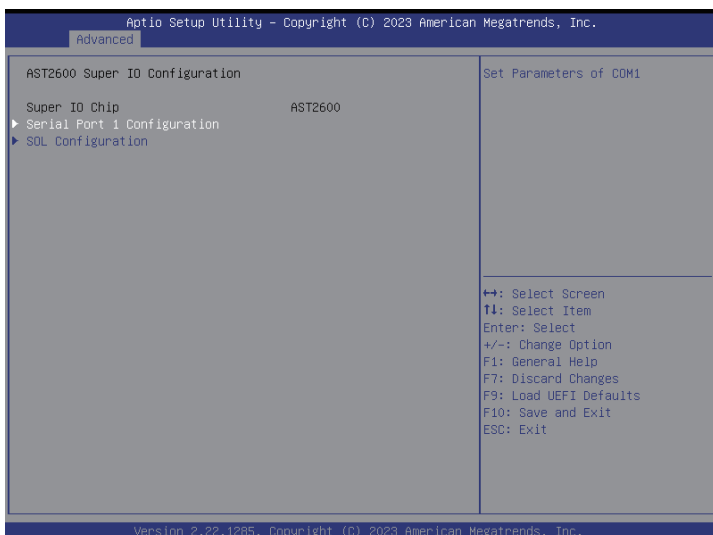 Aptio Setup Utility – Copyright (C) 2023 American Megatrends, Inc.
Advanced
AST2600 Super IO Configuration
Super IO Chip AST2600
Serial Port 1 Configuration
SOL Configuration
Set Parameters of COM1
↔: Select Screen
↑↓: Select Item
Enter: Select
+/-: Change Option
F1: General Help
F7: Discard Changes
F9: Load UEFI Defaults
F10: Save and Exit
ESC: Exit
Version 2.22.1285. Copyright (C) 2023 American Megatrends, Inc.